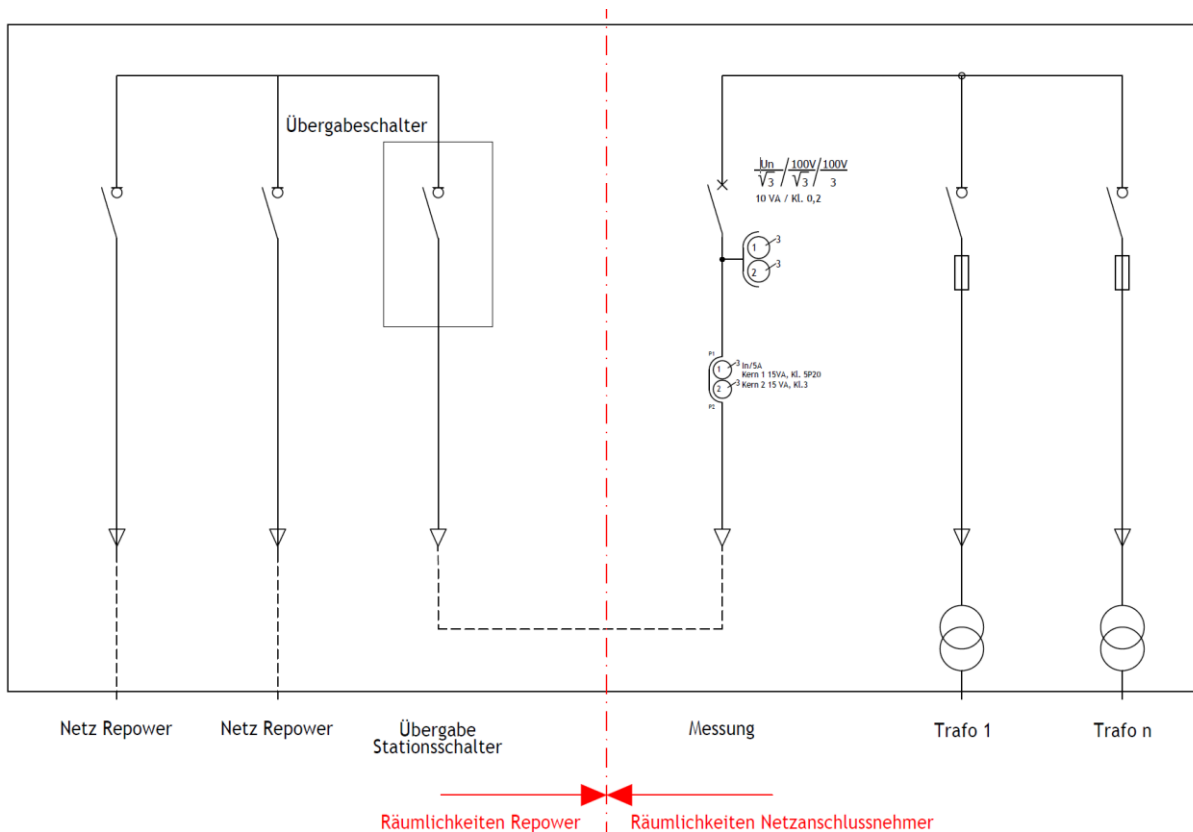 Übergabeschalter
Un/√3 / 100V/√3 / 100V/3
10 VA / Kl. 0,2
1 3
2 3
P1
1 3 In/5A
Kern 1 15VA, Kl. 5P20
2 3 Kern 2 15 VA, Kl.3
P2
Netz Repower
Netz Repower
Übergabe
Stationsschalter
Messung
Trafo 1
Trafo n
Räumlichkeiten Repower
Räumlichkeiten Netzanschlussnehmer